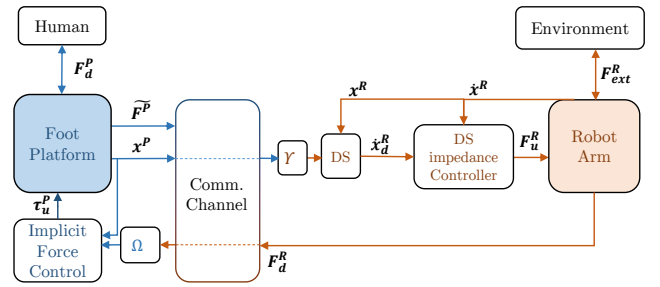 Human
Environment
F_d^P
F_ext^R
F̃^P
x^R
ẋ^R
Foot
Platform
x^P
Comm.
Channel
ϒ
DS
ẋ_d^R
DS
impedance
Controller
F_u^R
Robot
Arm
τ_u^P
Implicit
Force
Control
Ω
F_d^R